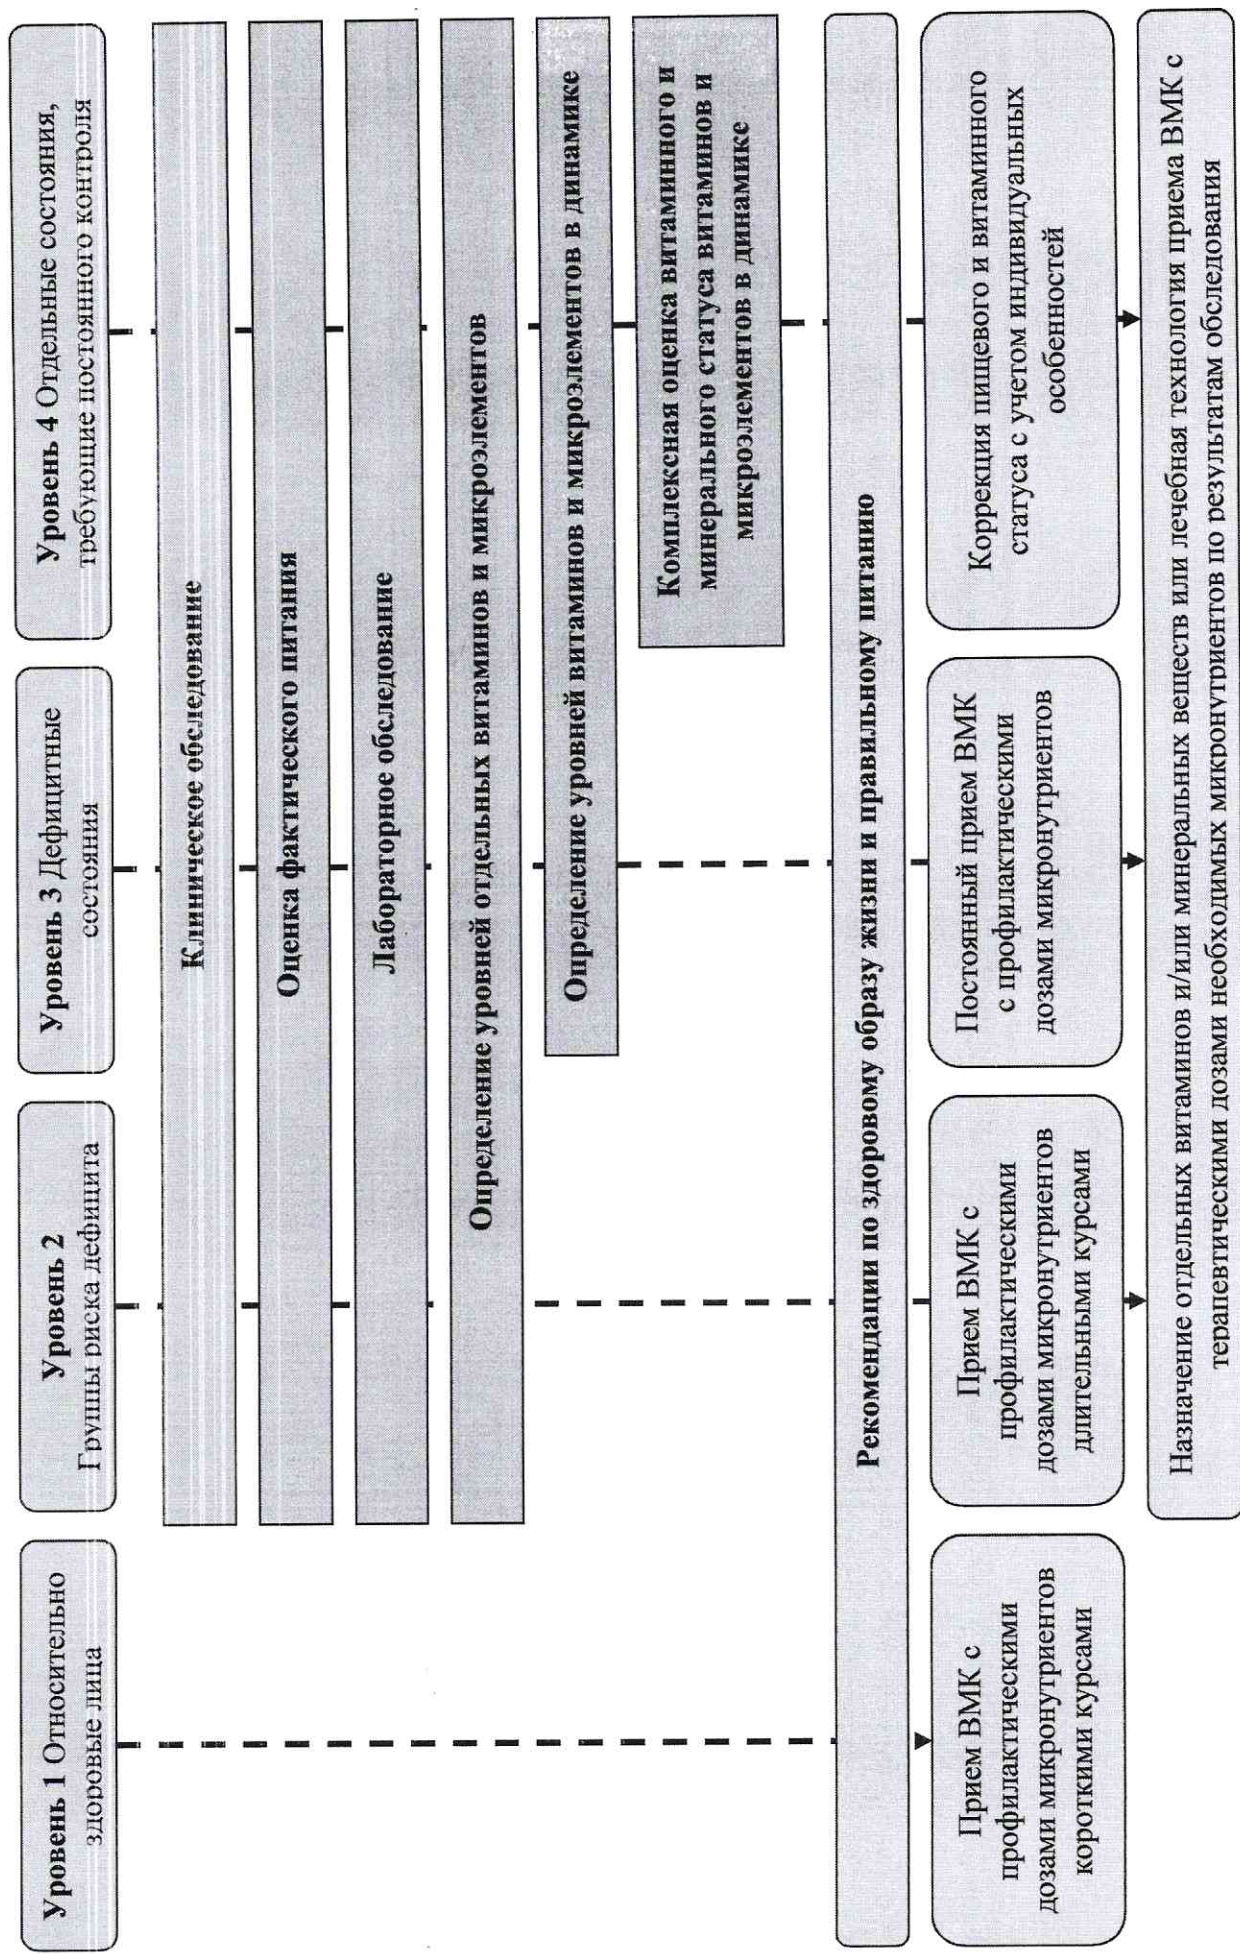 Уровень 1 Относительно
здоровые лица
Уровень 2
Группы риска дефицита
Уровень 3 Дефицитные
состояния
Уровень 4 Отдельные состояния,
требующие постоянного контроля
Клиническое обследование
Оценка фактического питания
Лабораторное обследование
Определение уровней отдельных витаминов и микроэлементов
Определение уровней витаминов и микроэлементов в динамике
Комплексная оценка витаминного и
минерального статуса витаминов и
микроэлементов в динамике
Рекомендации по здоровому образу жизни и правильному питанию
Прием ВМК с
профилактическими
дозами микронутриентов
короткими курсами
Прием ВМК с
профилактическими
дозами микронутриентов
длительными курсами
Постоянный прием ВМК
с профилактическими
дозами микронутриентов
Коррекция пищевого и витаминного
статуса с учетом индивидуальных
особенностей
Назначение отдельных витаминов и/или минеральных веществ или лечебная технология приема ВМК с
терапевтическими дозами необходимых микронутриентов по результатам обследования